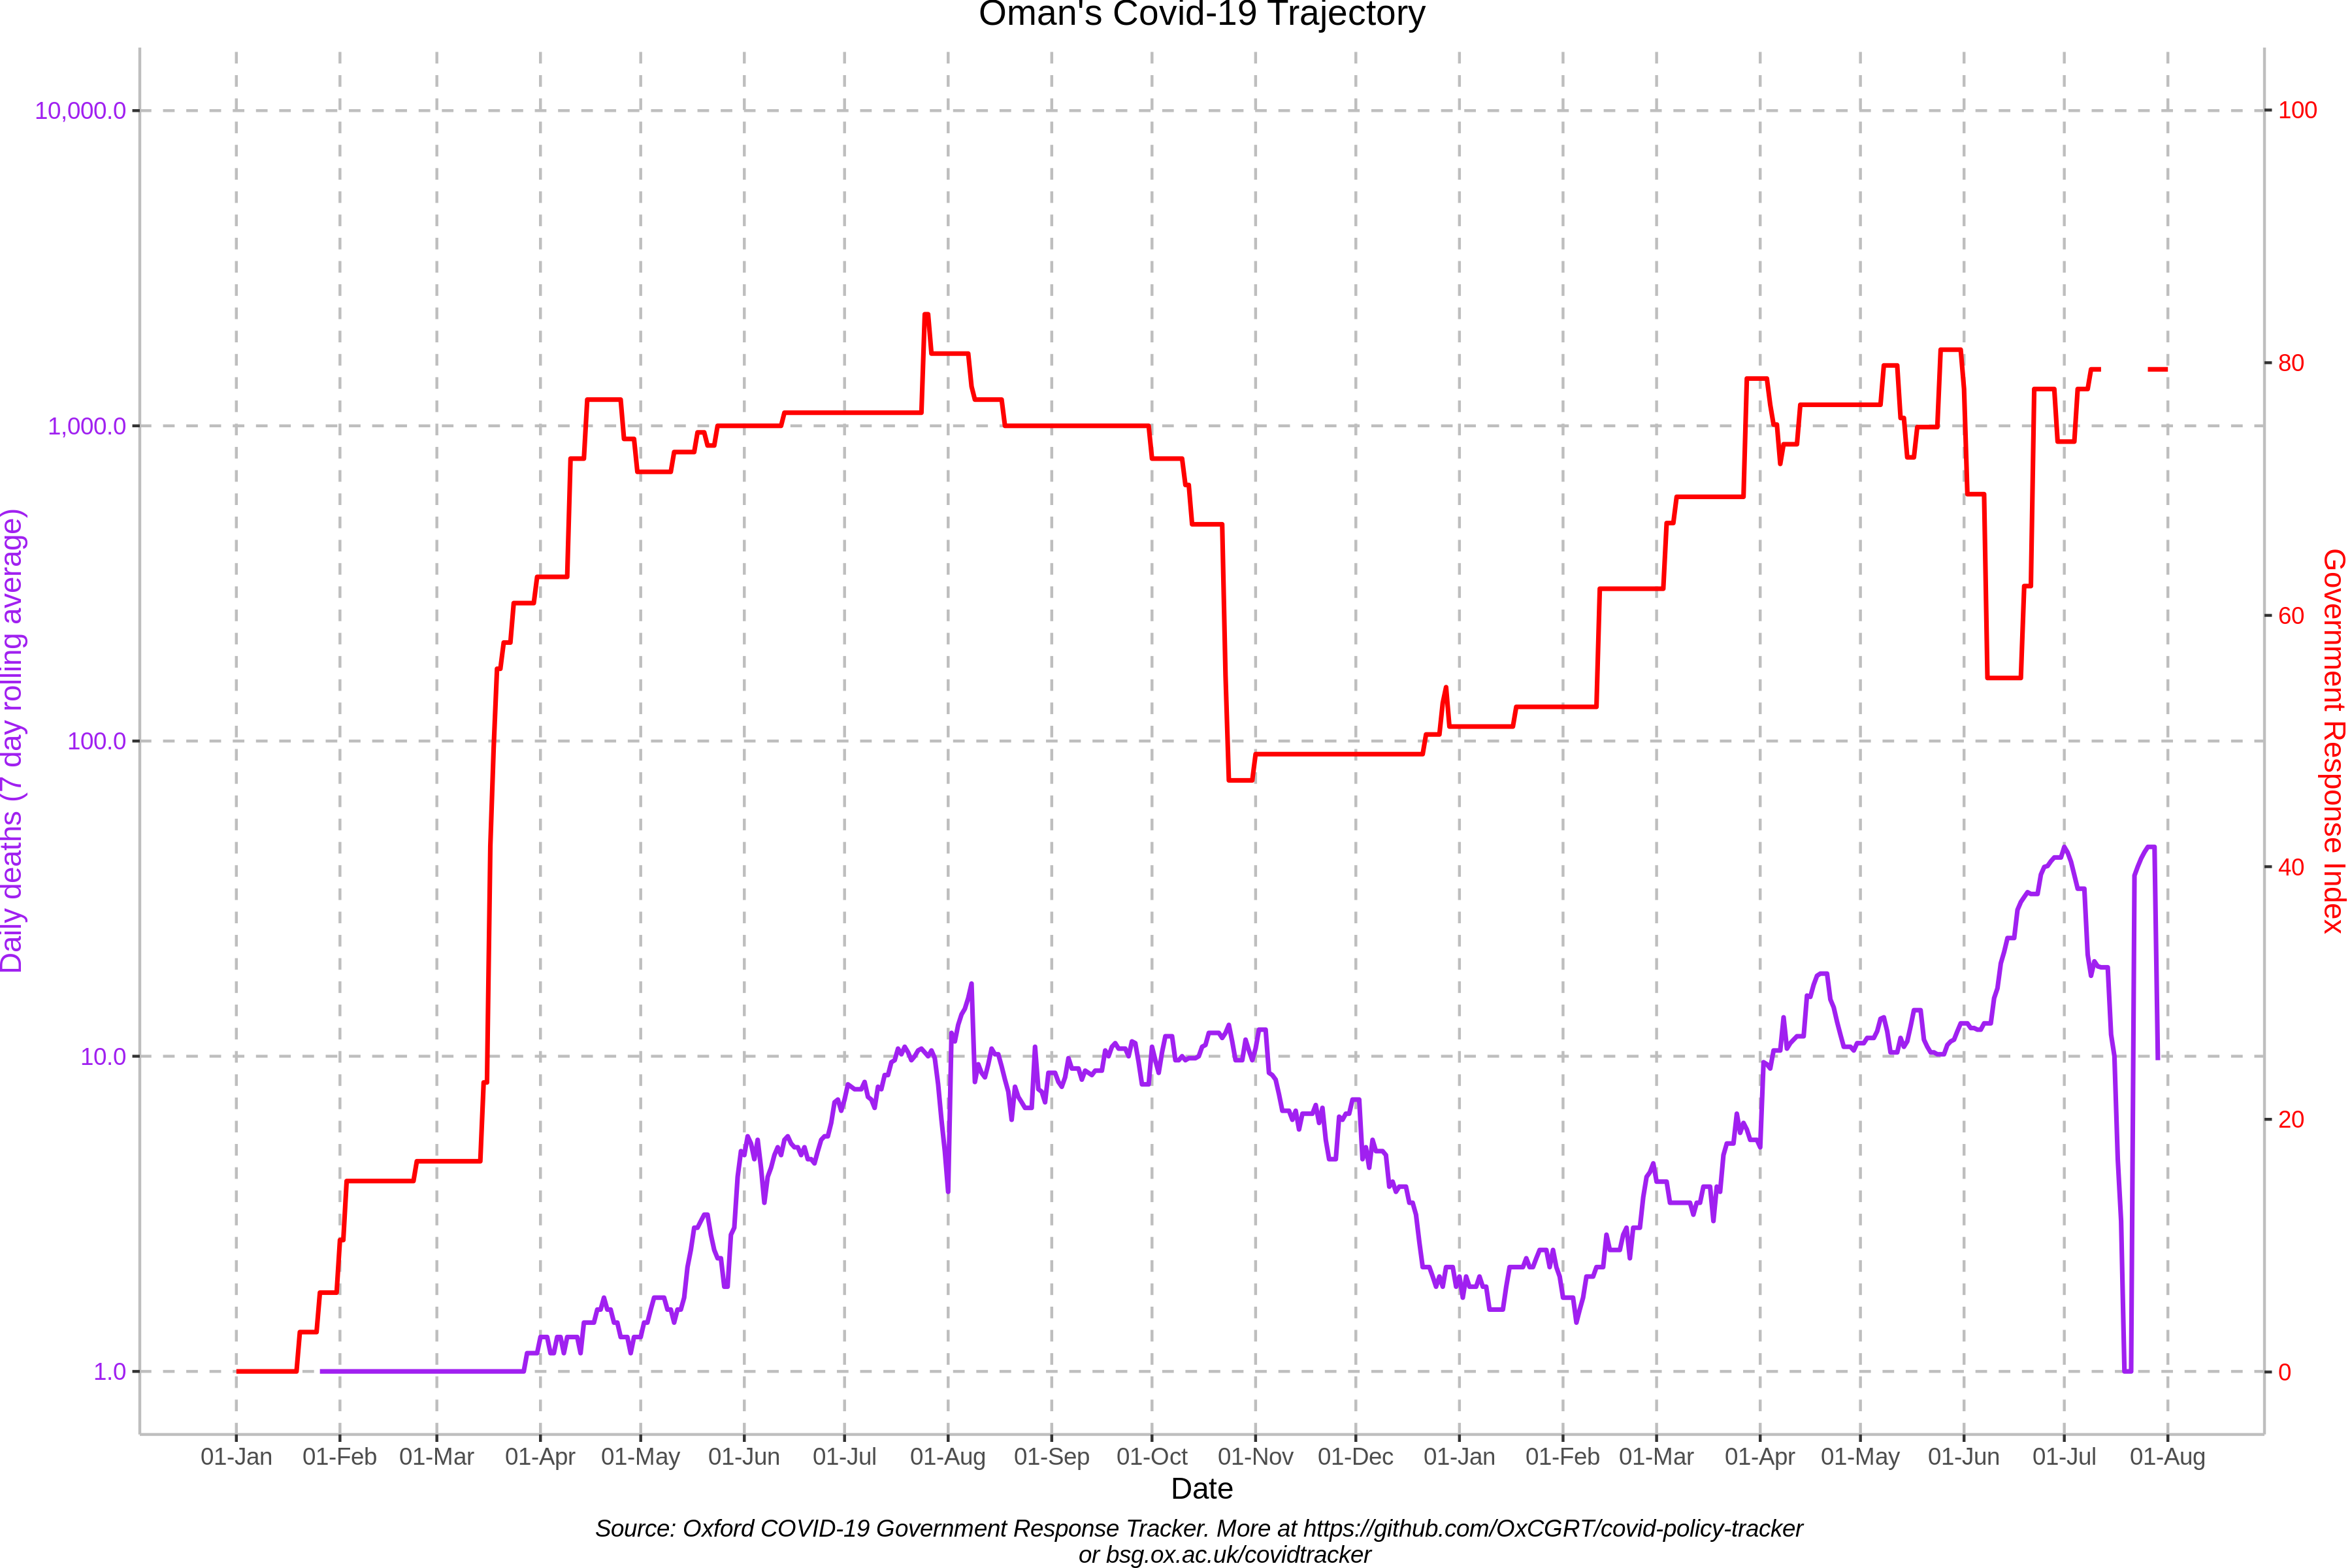 Oman's Covid-19 Trajectory
10,000.0
1,000.0
100.0
10.0
1.0
Daily deaths (7 day rolling average)
100
80
60
40
20
0
Government Response Index
01-Jan 01-Feb 01-Mar 01-Apr 01-May 01-Jun 01-Jul 01-Aug 01-Sep 01-Oct 01-Nov 01-Dec 01-Jan 01-Feb 01-Mar 01-Apr 01-May 01-Jun 01-Jul 01-Aug
Date
Source: Oxford COVID-19 Government Response Tracker. More at https://github.com/OxCGRT/covid-policy-tracker
or bsg.ox.ac.uk/covidtracker